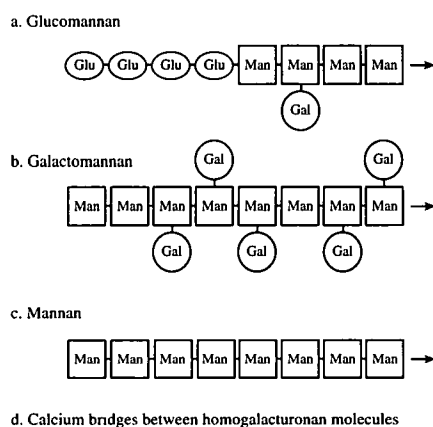 a. Glucomannan
Glu Glu Glu Glu Man Man Man Man
Gal
b. Galactomannan
Gal Gal
Man Man Man Man Man Man Man Man
Gal Gal Gal
c. Mannan
Man Man Man Man Man Man Man Man
d. Calcium bridges between homogalacturonan molecules